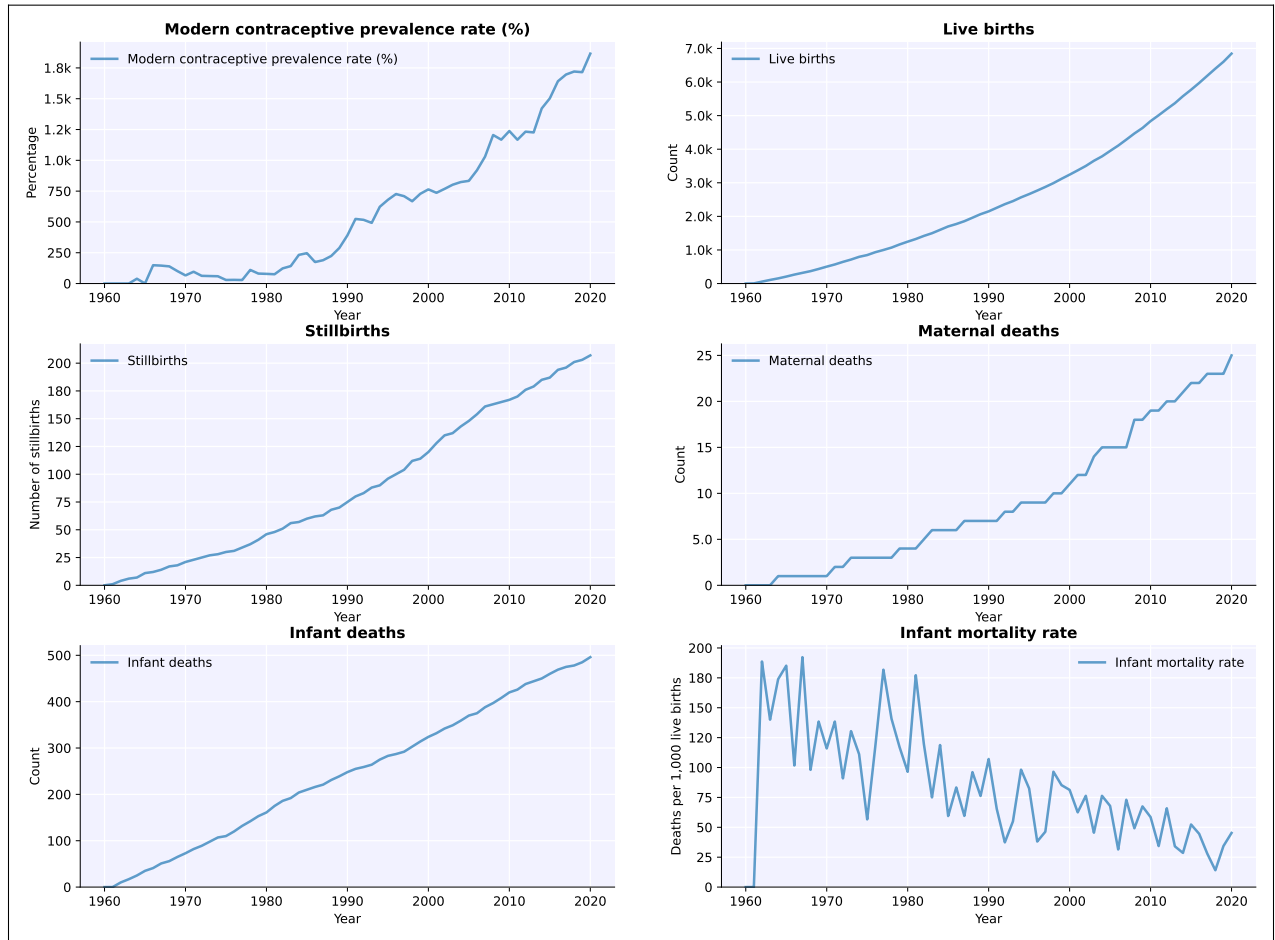 Modern contraceptive prevalence rate (%)
Modern contraceptive prevalence rate (%)
Percentage
1.8k
1.5k
1.2k
1.0k
750
500
250
0
1960 1970 1980 1990 2000 2010 2020
Year
Live births
Live births
Count
7.0k
6.0k
5.0k
4.0k
3.0k
2.0k
1.0k
0
1960 1970 1980 1990 2000 2010 2020
Year
Stillbirths
Stillbirths
Number of stillbirths
200
180
150
120
100
75
50
25
0
1960 1970 1980 1990 2000 2010 2020
Year
Maternal deaths
Maternal deaths
Count
25
20
15
10
5.0
0
1960 1970 1980 1990 2000 2010 2020
Year
Infant deaths
Infant deaths
Count
500
400
300
200
100
0
1960 1970 1980 1990 2000 2010 2020
Year
Infant mortality rate
Infant mortality rate
Deaths per 1,000 live births
200
180
150
120
100
75
50
25
0
1960 1970 1980 1990 2000 2010 2020
Year